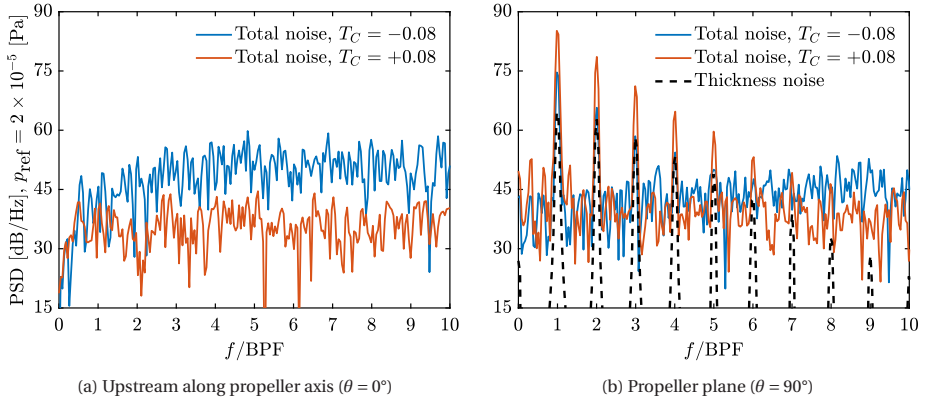 PSD [dB/Hz], p_ref = 2 × 10⁻⁵ [Pa]
90
75
60
45
30
15
Total noise, T_C = −0.08
Total noise, T_C = +0.08
0 1 2 3 4 5 6 7 8 9 10
f/BPF
(a) Upstream along propeller axis (θ = 0°)
90
75
60
45
30
15
Total noise, T_C = −0.08
Total noise, T_C = +0.08
Thickness noise
0 1 2 3 4 5 6 7 8 9 10
f/BPF
(b) Propeller plane (θ = 90°)